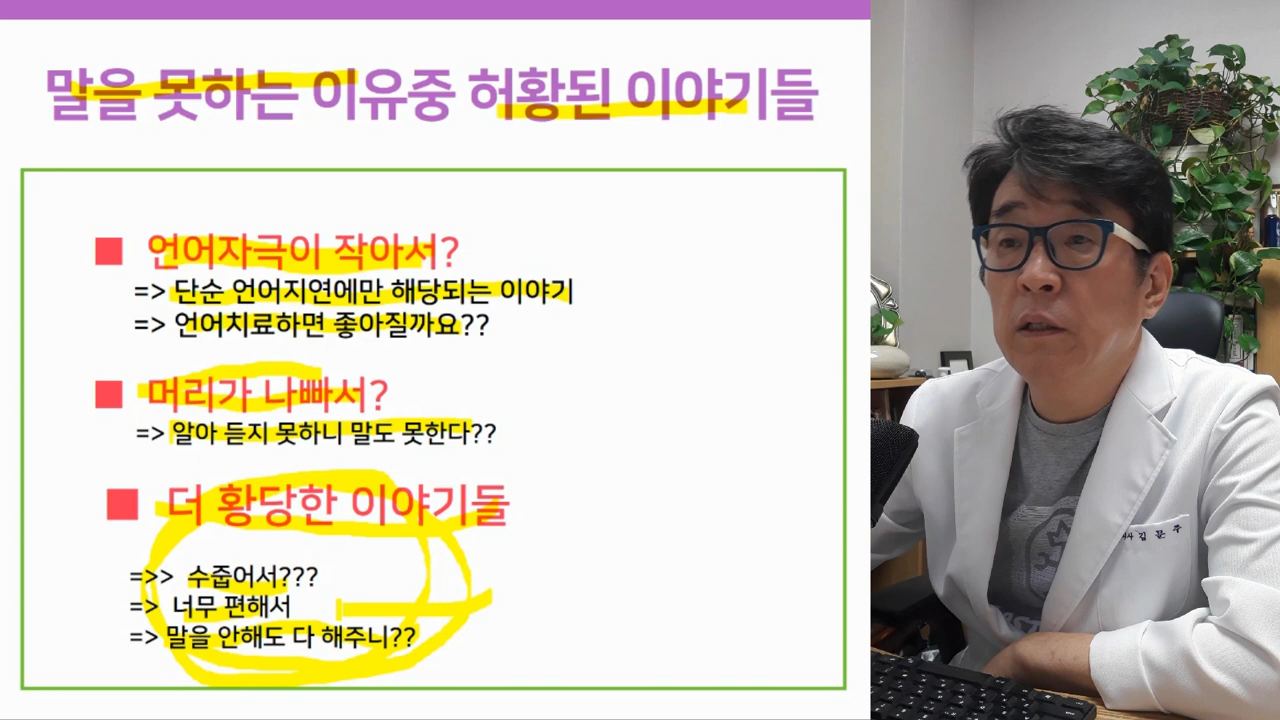 말을 못하는 이유중 허황된 이야기들
■ 언어자극이 작아서?
=> 단순 언어지연에만 해당되는 이야기
=> 언어치료하면 좋아질까요??
■ 머리가 나빠서?
=> 알아 듣지 못하니 말도 못한다??
■ 더 황당한 이야기들
=>> 수줍어서???
=> 너무 편해서
=> 말을 안해도 다 해주니??
김문주